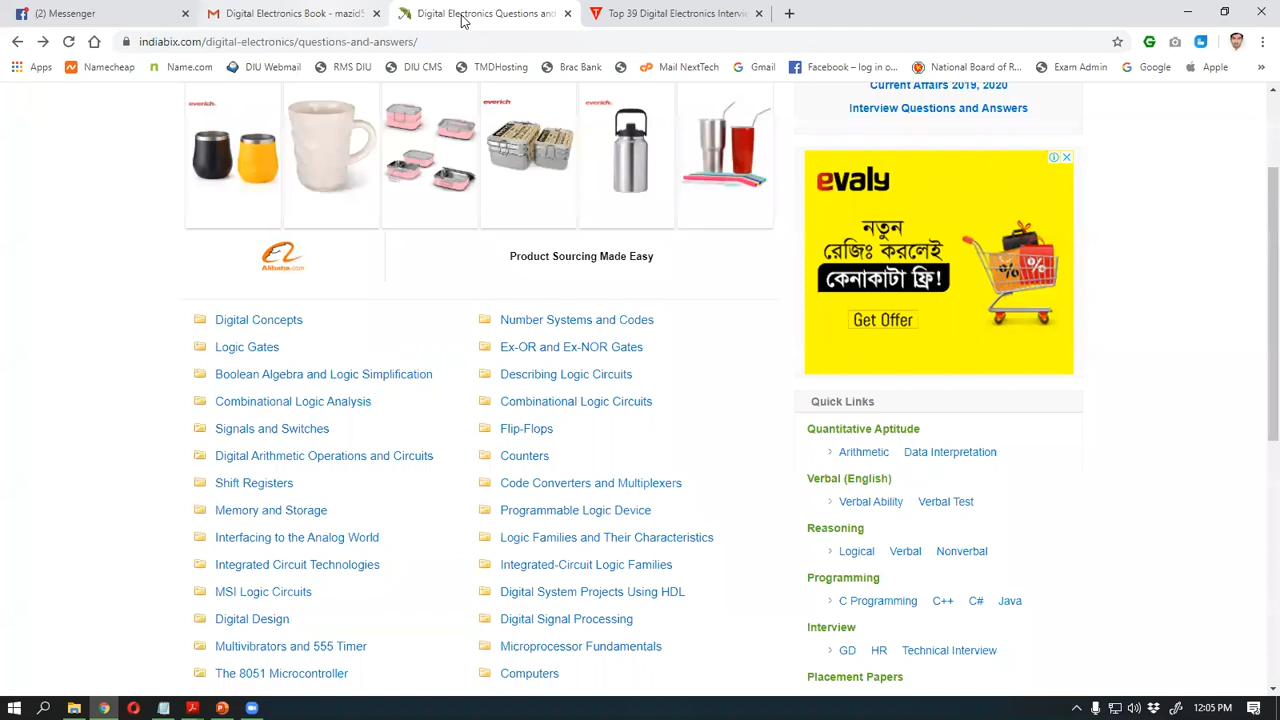 (2) Messenger
Gmail Book - mazidS
Digital Electronics Questions and
Top 39 Digital Electronics Interview
indiabix.com/digital-electronics/questions-and-answers/
Apps
Namecheap
Name.com
DIU Webmail
RMS DIU
DIU CMS
TMDHosting
Brac Bank
Mail NextTech
Gmail
Facebook – log in o...
National Board of R...
Exam Admin
Google
Apple
»
everich
everich
everich
Alibaba.com
Product Sourcing Made Easy
Current Affairs 2019, 2020
Interview Questions and Answers
evaly
নতুন
রেজিঃ করলেই
কেনাকাটা ফ্রি!
Get Offer
Digital Concepts
Number Systems and Codes
Logic Gates
Ex-OR and Ex-NOR Gates
Boolean Algebra and Logic Simplification
Describing Logic Circuits
Combinational Logic Analysis
Combinational Logic Circuits
Signals and Switches
Flip-Flops
Digital Arithmetic Operations and Circuits
Counters
Shift Registers
Code Converters and Multiplexers
Memory and Storage
Programmable Logic Device
Interfacing to the Analog World
Logic Families and Their Characteristics
Integrated Circuit Technologies
Integrated-Circuit Logic Families
MSI Logic Circuits
Digital System Projects Using HDL
Digital Design
Digital Signal Processing
Multivibrators and 555 Timer
Microprocessor Fundamentals
The 8051 Microcontroller
Computers
Quick Links
Quantitative Aptitude
Arithmetic Data Interpretation
Verbal (English)
Verbal Ability Verbal Test
Reasoning
Logical Verbal Nonverbal
Programming
C Programming C++ C# Java
Interview
GD HR Technical Interview
Placement Papers
12:05 PM